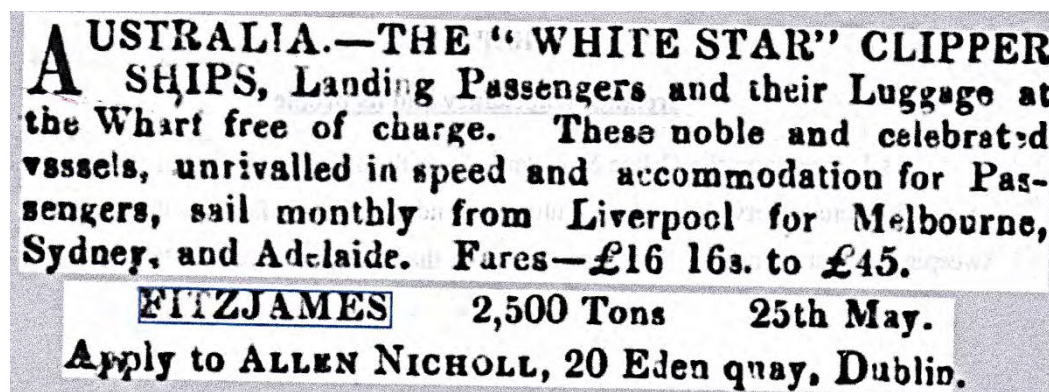 AUSTRALIA.—THE "WHITE STAR" CLIPPER
SHIPS, Landing Passengers and their Luggage at
the Wharf free of charge. These noble and celebrated
vsssels, unrivalled in speed and accommodation for Pas-
sengers, sail monthly from Liverpool for Melbourne,
Sydney, and Adelaide. Fares—£16 16s. to £45.
FITZJAMES 2,500 Tons 25th May.
Apply to ALLEN NICHOLL, 20 Eden quay, Dublin.